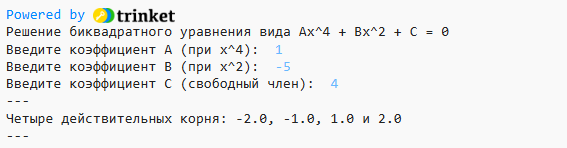 Powered by trinket
Решение биквадратного уравнения вида Ax^4 + Bx^2 + C = 0
Введите коэффициент A (при x^4): 1
Введите коэффициент B (при x^2): -5
Введите коэффициент C (свободный член): 4
---
Четыре действительных корня: -2.0, -1.0, 1.0 и 2.0
---